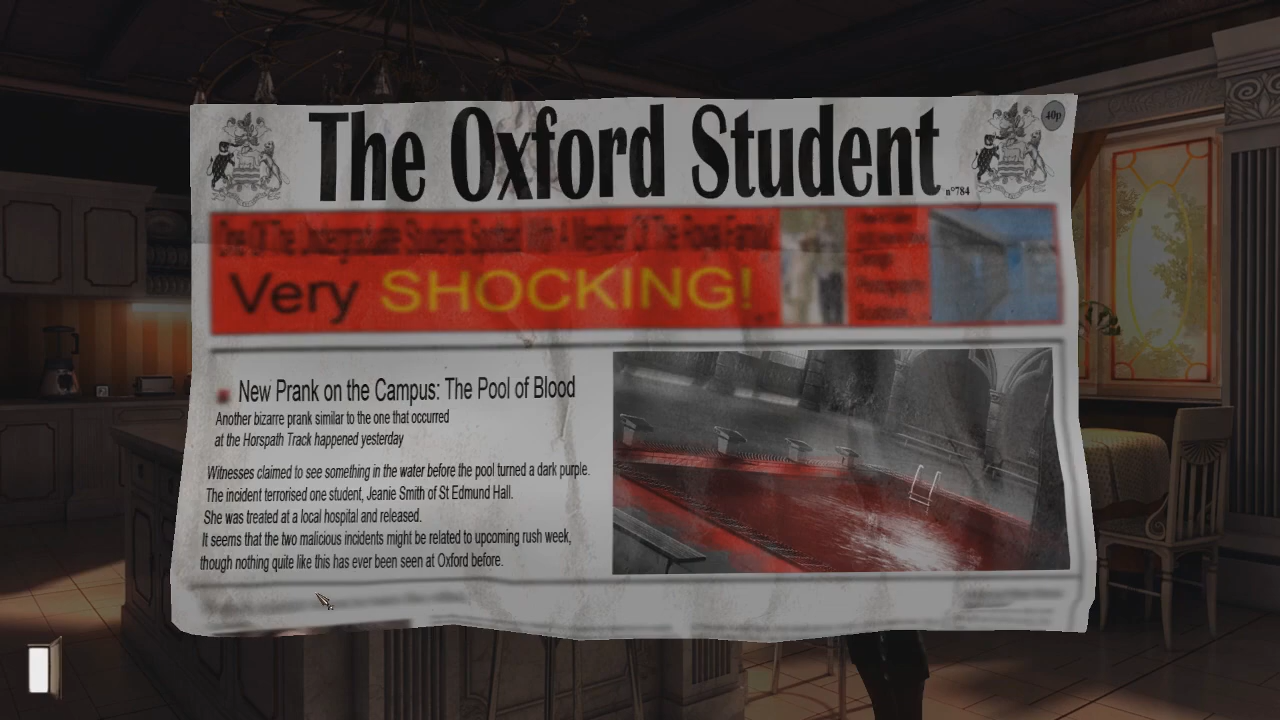 The Oxford Student
40p
n°784
One Of The Undergraduate Students Spotted With A Member Of The Royal Family!
Very SHOCKING!
New Prank on the Campus: The Pool of Blood
Another bizarre prank similar to the one that occurred
at the Horspath Track happened yesterday
Witnesses claimed to see something in the water before the pool turned a dark purple.
The incident terrorised one student, Jeanie Smith of St Edmund Hall.
She was treated at a local hospital and released.
It seems that the two malicious incidents might be related to upcoming rush week,
though nothing quite like this has ever been seen at Oxford before.